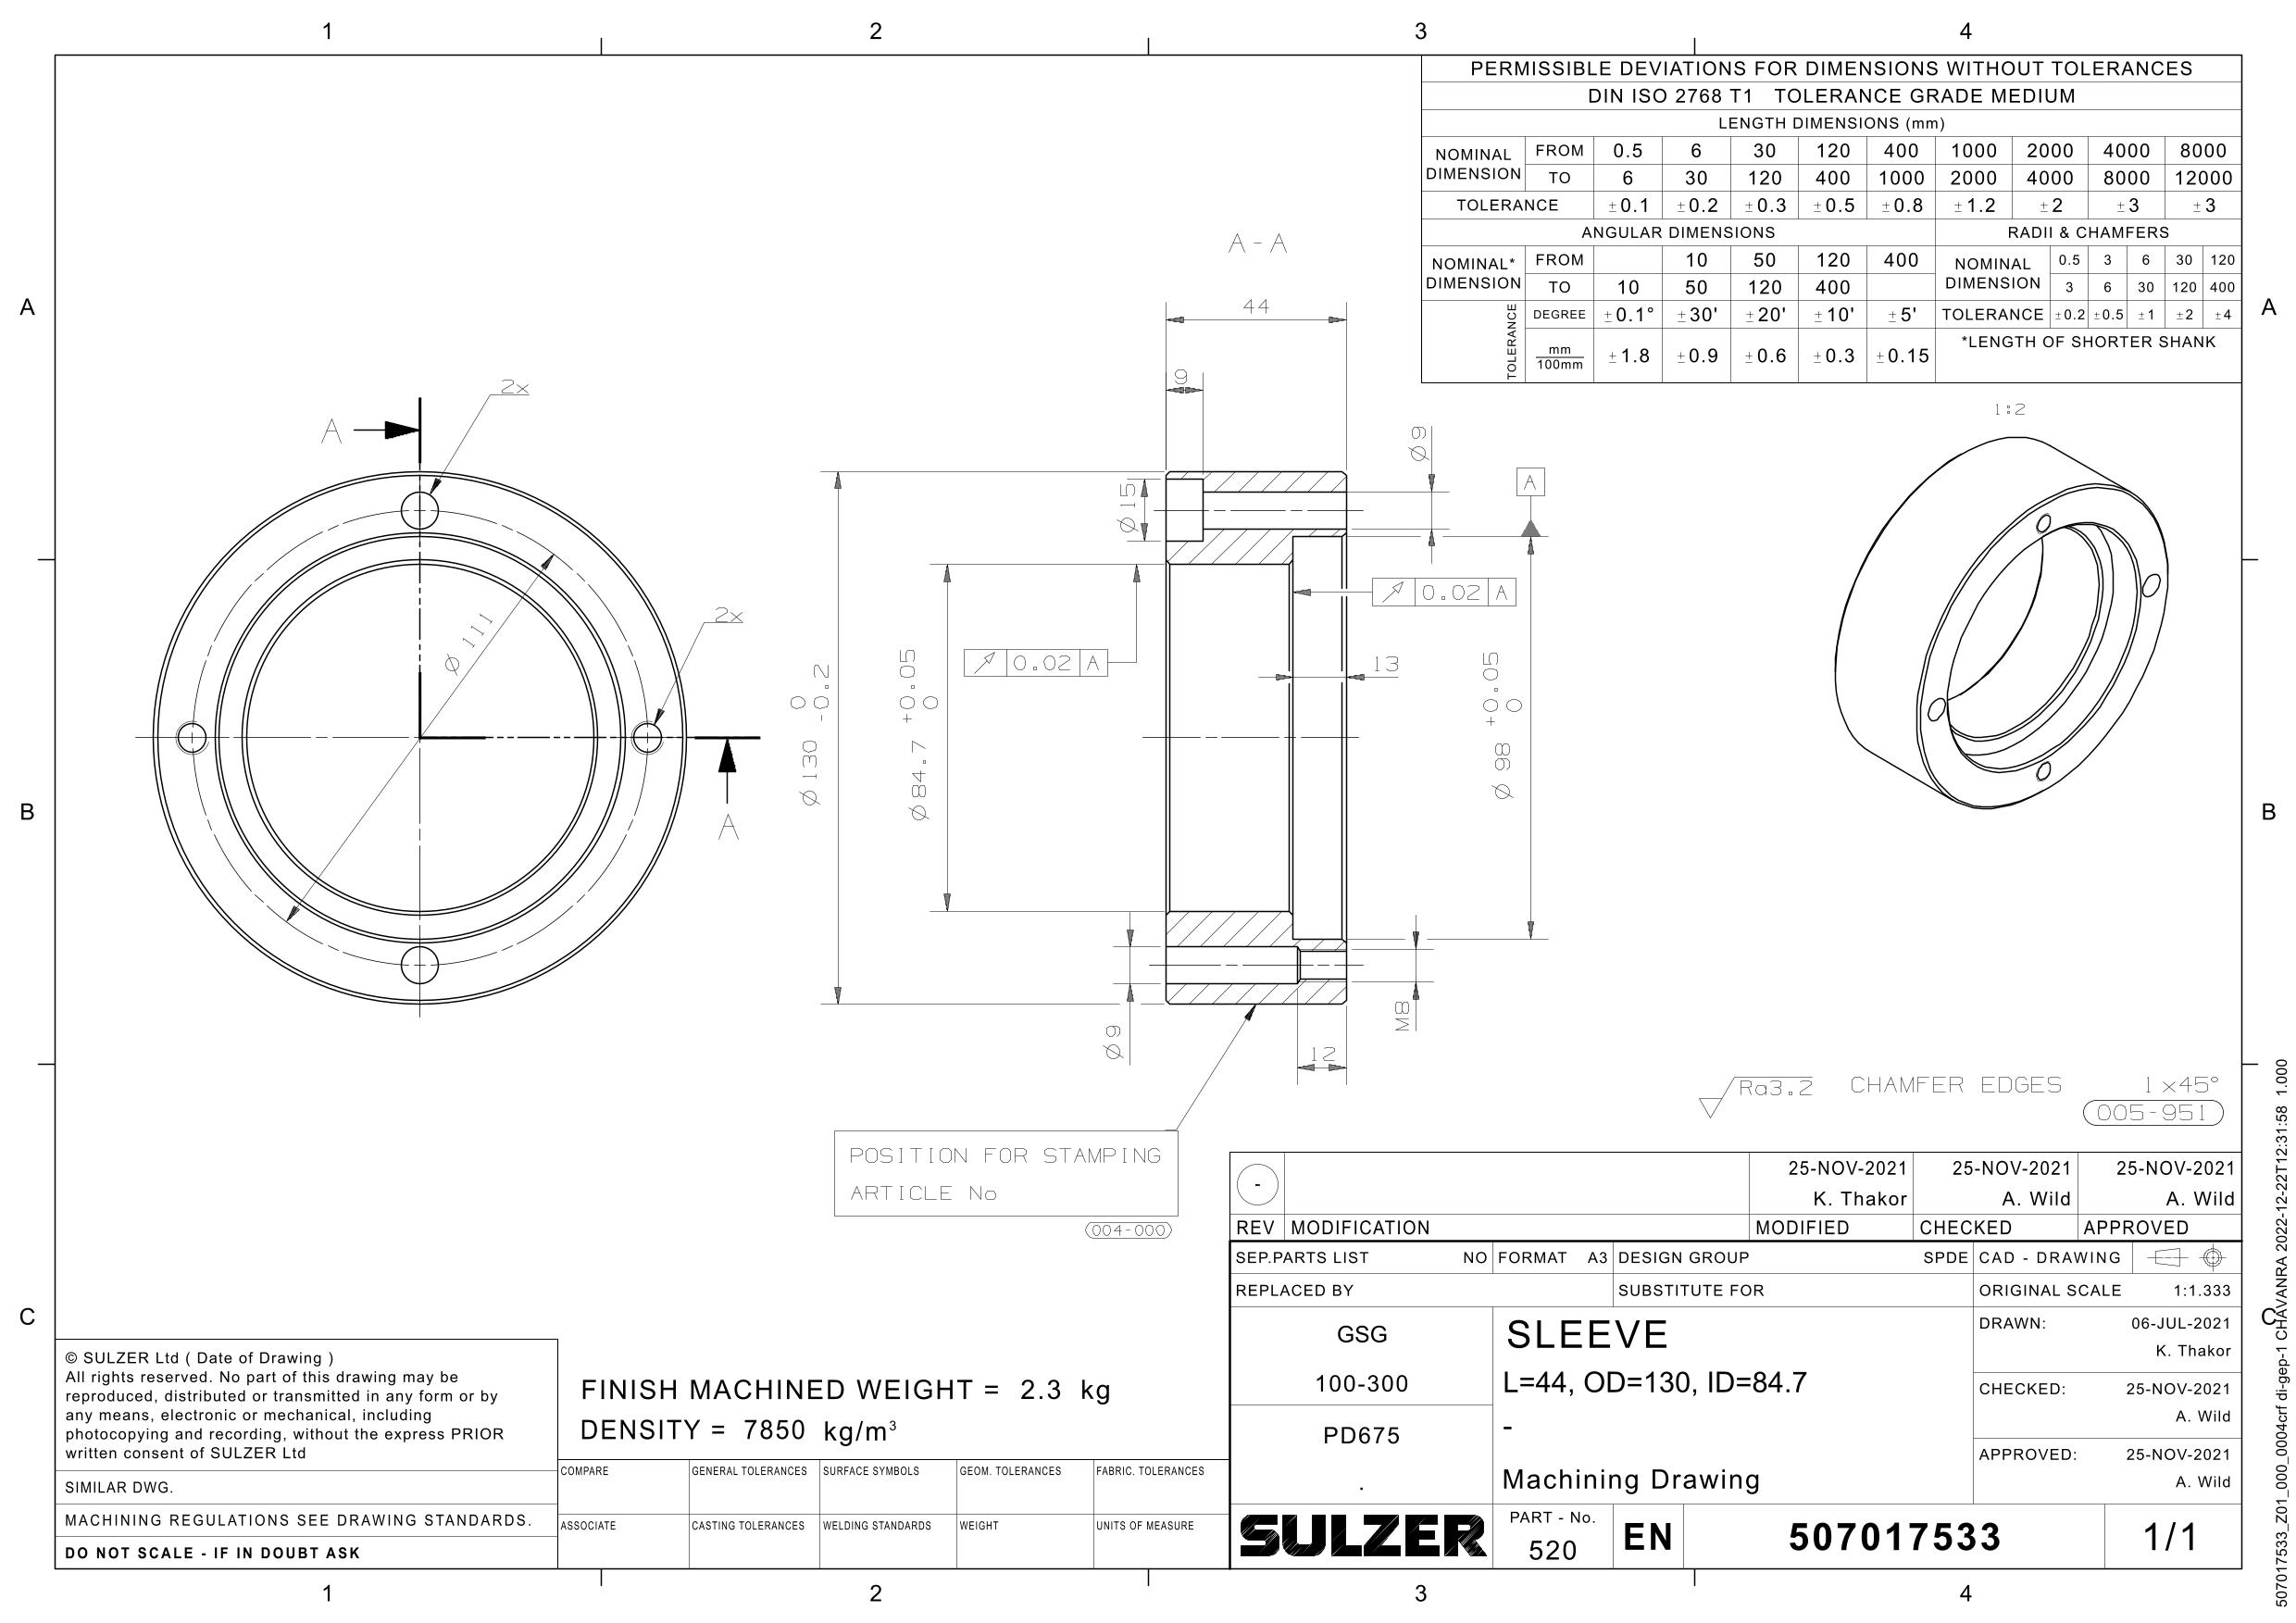 1 2 3 4
PERMISSIBLE DEVIATIONS FOR DIMENSIONS WITHOUT TOLERANCES
DIN ISO 2768 T1 TOLERANCE GRADE MEDIUM
LENGTH DIMENSIONS (mm)
NOMINAL DIMENSION FROM 0.5 6 30 120 400 1000 2000 4000 8000
TO 6 30 120 400 1000 2000 4000 8000 12000
TOLERANCE ±0.1 ±0.2 ±0.3 ±0.5 ±0.8 ±1.2 ±2 ±3 ±3
ANGULAR DIMENSIONS RADII & CHAMFERS
NOMINAL* DIMENSION FROM 10 50 120 400 NOMINAL DIMENSION 0.5 3 6 30 120
TO 10 50 120 400 3 6 30 120 400
TOLERANCE DEGREE ±0.1° ±30' ±20' ±10' ±5' TOLERANCE ±0.2 ±0.5 ±1 ±2 ±4
mm
100mm ±1.8 ±0.9 ±0.6 ±0.3 ±0.15
*LENGTH OF SHORTER SHANK
A
A
A-A
44
9
1:2
2x
A
Ø9
A
Ø15
0.02 A
2x
Ø 111
0.02 A
13
Ø130 0 -0.2
Ø84.7 +0.05 0
Ø 98 +0.05 0
A
B
B
Ø9
M8
12
Ra3.2 CHAMFER EDGES 1x45°
005-951
POSITION FOR STAMPING
ARTICLE No
004-000
-
25-NOV-2021 25-NOV-2021 25-NOV-2021
K. Thakor A. Wild A. Wild
REV MODIFICATION MODIFIED CHECKED APPROVED
SEP.PARTS LIST NO FORMAT A3 DESIGN GROUP SPDE CAD - DRAWING
REPLACED BY SUBSTITUTE FOR ORIGINAL SCALE 1:1.333
C
C
GSG
100-300
PD675
.
SLEEVE
L=44, OD=130, ID=84.7
-
Machining Drawing
DRAWN: 06-JUL-2021
K. Thakor
CHECKED: 25-NOV-2021
A. Wild
APPROVED: 25-NOV-2021
A. Wild
© SULZER Ltd ( Date of Drawing )
All rights reserved. No part of this drawing may be
reproduced, distributed or transmitted in any form or by
any means, electronic or mechanical, including
photocopying and recording, without the express PRIOR
written consent of SULZER Ltd
FINISH MACHINED WEIGHT = 2.3 kg
DENSITY = 7850 kg/m³
SIMILAR DWG.
MACHINING REGULATIONS SEE DRAWING STANDARDS.
DO NOT SCALE - IF IN DOUBT ASK
COMPARE GENERAL TOLERANCES SURFACE SYMBOLS GEOM. TOLERANCES FABRIC. TOLERANCES
ASSOCIATE CASTING TOLERANCES WELDING STANDARDS WEIGHT UNITS OF MEASURE
SULZER
PART - No.
520
EN
507017533
1/1
1 2 3 4
507017533_Z01_000_0004crf di-gep-1 CHAVANRA 2022-12-22T12:31:58 1.000